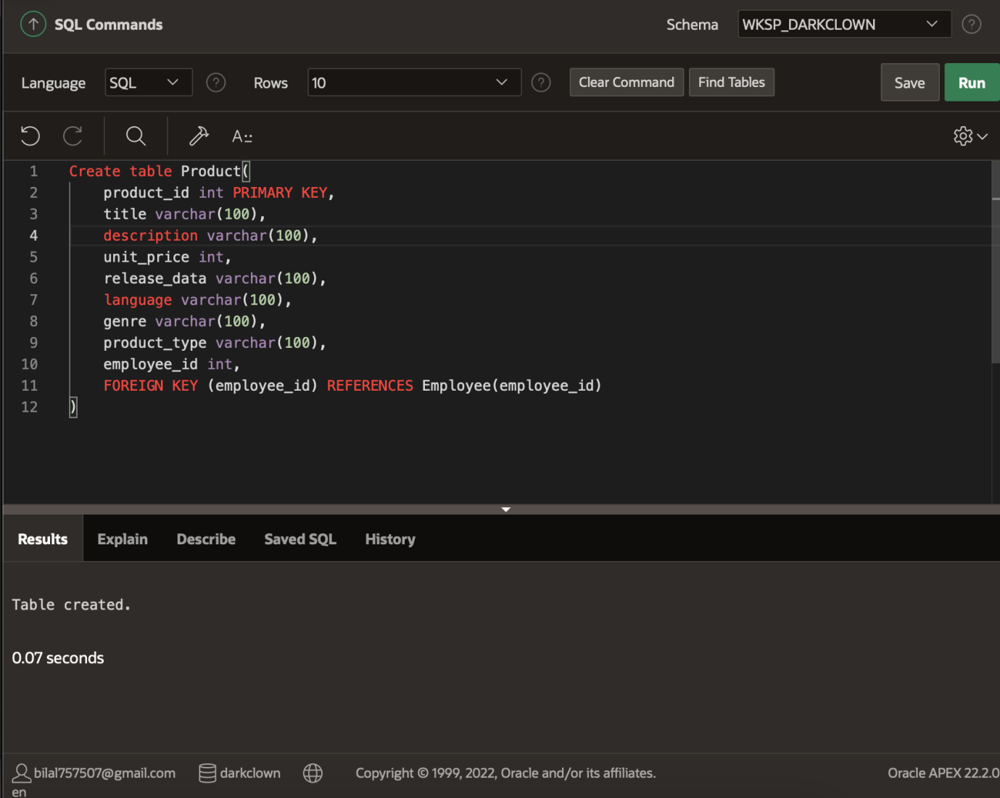 SQL Commands
Schema WKSP_DARKCLOWN ?
Language SQL ? Rows 10 ? Clear Command Find Tables Save Run
A::
1 Create table Product(
2 product_id int PRIMARY KEY,
3 title varchar(100),
4 description varchar(100),
5 unit_price int,
6 release_data varchar(100),
7 language varchar(100),
8 genre varchar(100),
9 product_type varchar(100),
10 employee_id int,
11 FOREIGN KEY (employee_id) REFERENCES Employee(employee_id)
12 )
Results Explain Describe Saved SQL History
Table created.
0.07 seconds
bilal757507@gmail.com darkclown Copyright © 1999, 2022, Oracle and/or its affiliates. Oracle APEX 22.2.0
en